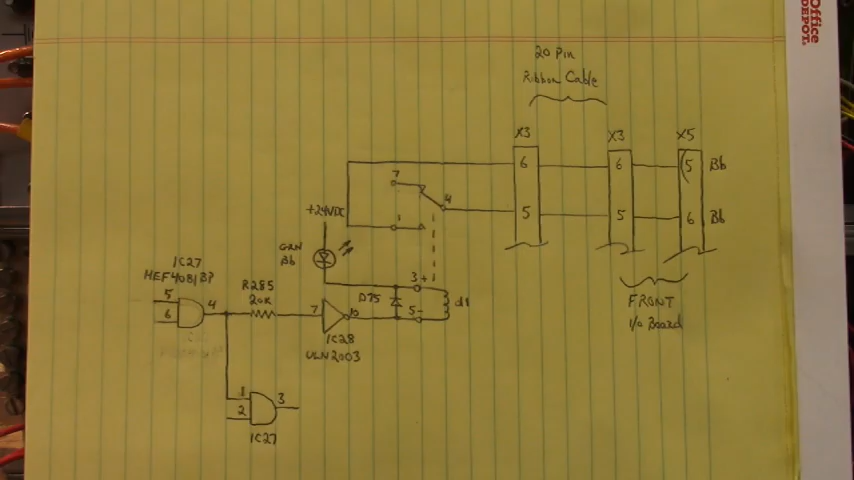 Office
DEPOT
20 Pin
Ribbon Cable
X3
X3
X5
6
6
5
Bb
5
5
6
Bb
7
4
1
+24VDC
GRN
Bb
IC27
HEF4081BP
5
6
4
R285
20K
7
10
IC28
ULN2003
D75
3+
5-
d1
FRONT
I/o Board
1
2
3
IC27